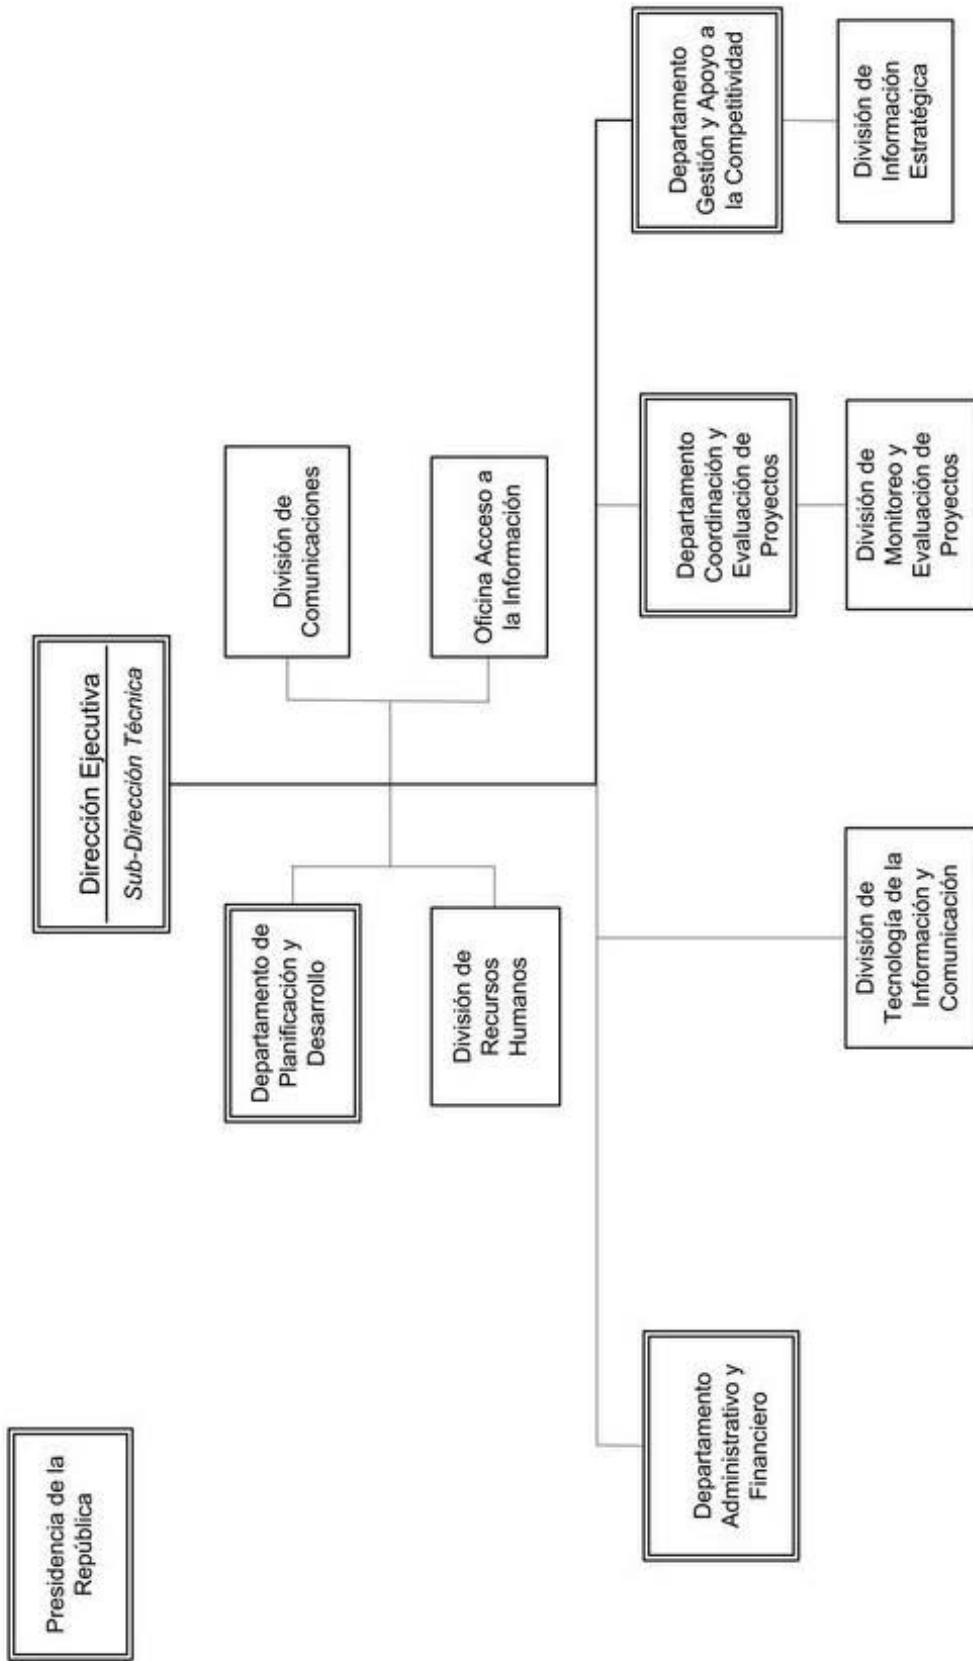 Presidencia de la
República
Dirección Ejecutiva
Sub-Dirección Técnica
Departamento de
Planificación y
Desarrollo
División de
Comunicaciones
División de
Recursos
Humanos
Oficina Acceso a
la Información
Departamento
Administrativo y
Financiero
Departamento
Coordinación y
Evaluación de
Proyectos
Departamento
Gestión y Apoyo a
la Competitividad
División de
Tecnología de la
Información y
Comunicación
División de
Monitoreo y
Evaluación de
Proyectos
División de
Información
Estratégica